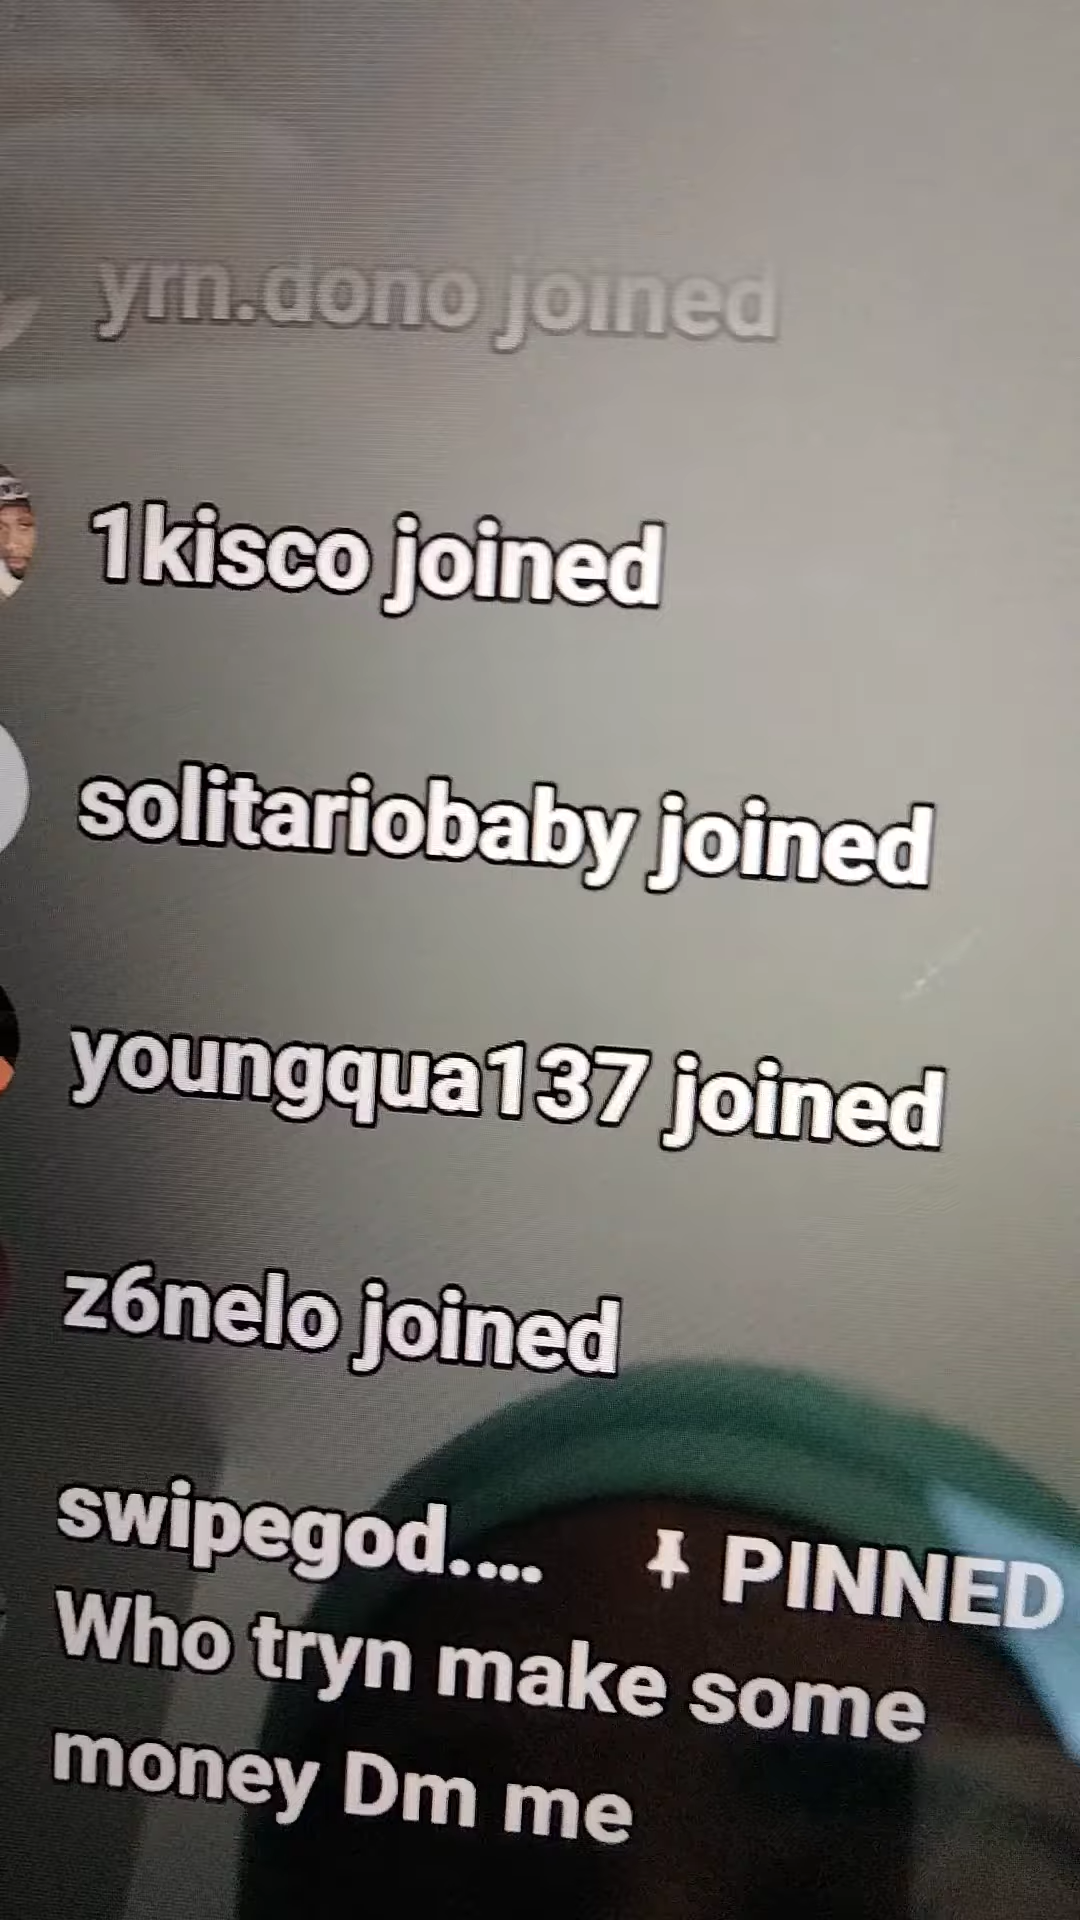 yrn.dono joined
1kisco joined
solitariobaby joined
youngqua137 joined
z6nelo joined
swipegod.... PINNED
Who tryn make some
money Dm me